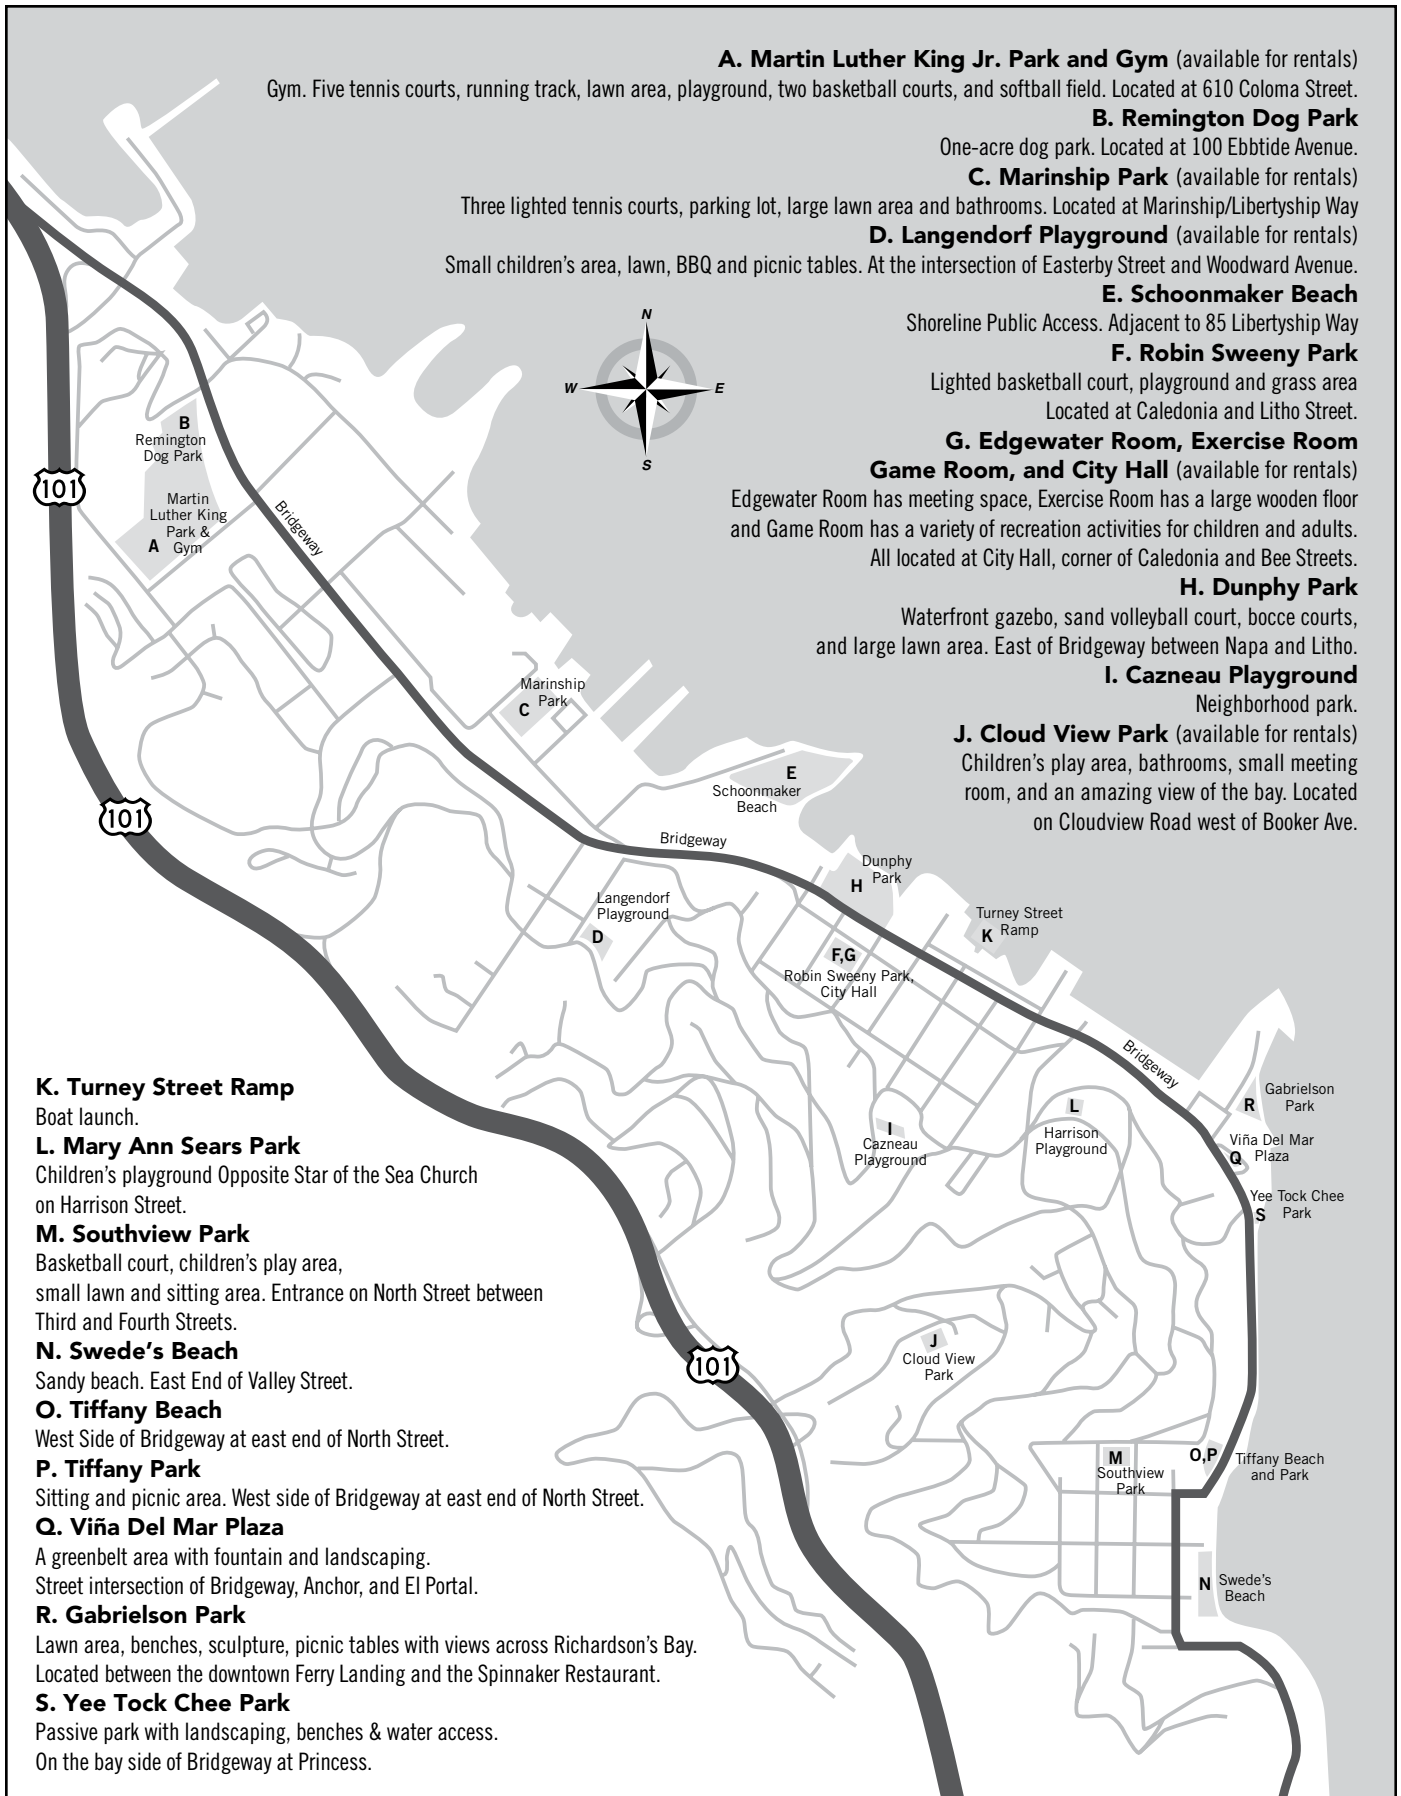 A. Martin Luther King Jr. Park and Gym (available for rentals)
Gym. Five tennis courts, running track, lawn area, playground, two basketball courts, and softball field. Located at 610 Coloma Street.
B. Remington Dog Park
One-acre dog park. Located at 100 Ebbtide Avenue.
C. Marinship Park (available for rentals)
Three lighted tennis courts, parking lot, large lawn area and bathrooms. Located at Marinship/Libertyship Way
D. Langendorf Playground (available for rentals)
Small children's area, lawn, BBQ and picnic tables. At the intersection of Easterby Street and Woodward Avenue.
E. Schoonmaker Beach
Shoreline Public Access. Adjacent to 85 Libertyship Way
F. Robin Sweeny Park
Lighted basketball court, playground and grass area
Located at Caledonia and Litho Street.
G. Edgewater Room, Exercise Room
Game Room, and City Hall (available for rentals)
Edgewater Room has meeting space, Exercise Room has a large wooden floor
and Game Room has a variety of recreation activities for children and adults.
All located at City Hall, corner of Caledonia and Bee Streets.
H. Dunphy Park
Waterfront gazebo, sand volleyball court, bocce courts,
and large lawn area. East of Bridgeway between Napa and Litho.
I. Cazneau Playground
Neighborhood park.
J. Cloud View Park (available for rentals)
Children's play area, bathrooms, small meeting
room, and an amazing view of the bay. Located
on Cloudview Road west of Booker Ave.
N
W
E
S
B
Remington
Dog Park
101
Martin
Luther King
Park &
A Gym
Bridgeway
Marinship
Park
C
101
E
Schoonmaker
Beach
Bridgeway
Dunphy
Park
H
Langendorf
Playground
D
Turney Street
Ramp
K
F,G
Robin Sweeny Park,
City Hall
Bridgeway
Gabrielson
Park
R
L
Harrison
Playground
I
Cazneau
Playground
Viña Del Mar
Plaza
Q
Yee Tock Chee
Park
S
J
Cloud View
Park
101
M
Southview
Park
O,P
Tiffany Beach
and Park
N
Swede's
Beach
K. Turney Street Ramp
Boat launch.
L. Mary Ann Sears Park
Children's playground Opposite Star of the Sea Church
on Harrison Street.
M. Southview Park
Basketball court, children's play area,
small lawn and sitting area. Entrance on North Street between
Third and Fourth Streets.
N. Swede's Beach
Sandy beach. East End of Valley Street.
O. Tiffany Beach
West Side of Bridgeway at east end of North Street.
P. Tiffany Park
Sitting and picnic area. West side of Bridgeway at east end of North Street.
Q. Viña Del Mar Plaza
A greenbelt area with fountain and landscaping.
Street intersection of Bridgeway, Anchor, and El Portal.
R. Gabrielson Park
Lawn area, benches, sculpture, picnic tables with views across Richardson's Bay.
Located between the downtown Ferry Landing and the Spinnaker Restaurant.
S. Yee Tock Chee Park
Passive park with landscaping, benches & water access.
On the bay side of Bridgeway at Princess.